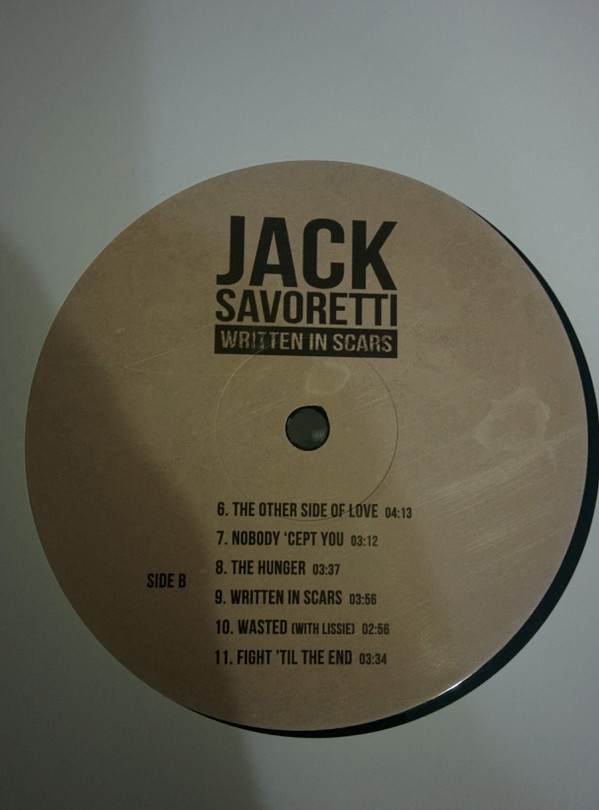 JACK
SAVORETTI
WRITTEN IN SCARS
6. THE OTHER SIDE OF LOVE 04:13
7. NOBODY 'CEPT YOU 03:12
8. THE HUNGER 03:37
SIDE B
9. WRITTEN IN SCARS 03:56
10. WASTED (WITH LISSIE) 02:56
11. FIGHT 'TIL THE END 03:34